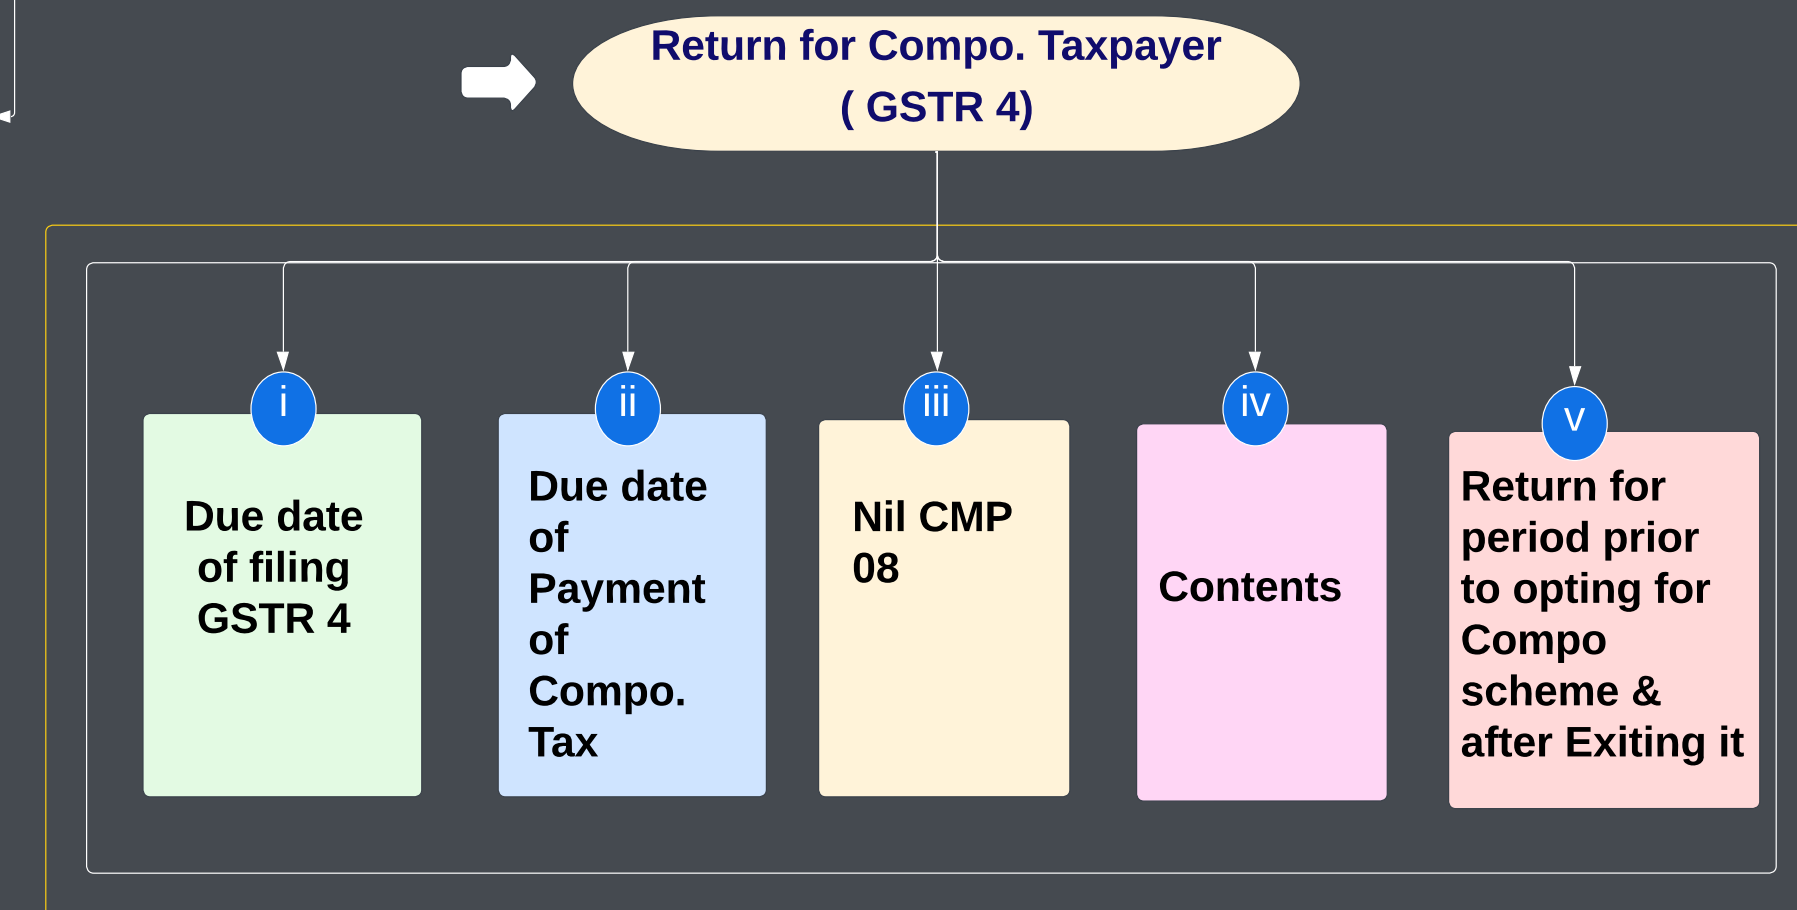 Return for Compo. Taxpayer
( GSTR 4)
i
Due date
of filing
GSTR 4
ii
Due date
of
Payment
of
Compo.
Tax
iii
Nil CMP
08
iv
Contents
v
Return for
period prior
to opting for
Compo
scheme &
after Exiting it